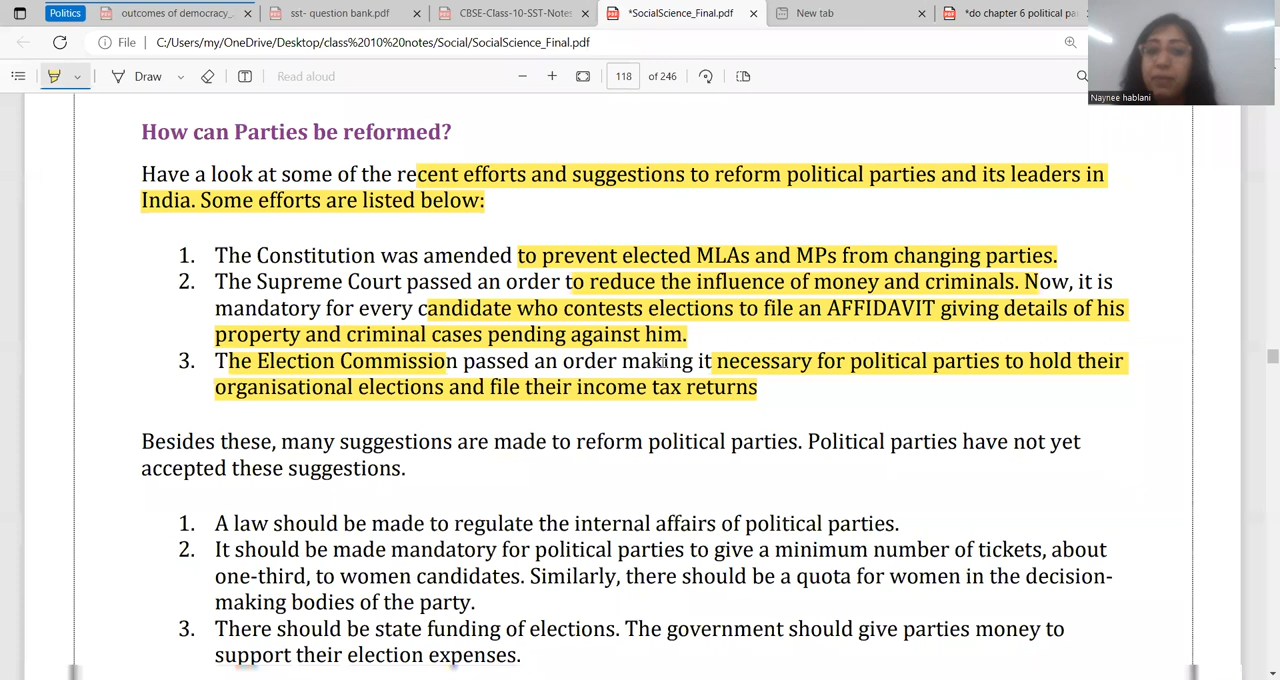 Politics
outcomes of democracy_
sst- question bank.pdf
CBSE-Class-10-SST-Notes
*SocialScience_Final.pdf
New tab
*do chapter 6 political pa
File
C:/Users/my/OneDrive/Desktop/class%2010%20notes/Social/SocialScience_Final.pdf
Draw
Read aloud
118 of 246
Naynee hablani
How can Parties be reformed?
Have a look at some of the recent efforts and suggestions to reform political parties and its leaders in
India. Some efforts are listed below:
1. The Constitution was amended to prevent elected MLAs and MPs from changing parties.
2. The Supreme Court passed an order to reduce the influence of money and criminals. Now, it is
mandatory for every candidate who contests elections to file an AFFIDAVIT giving details of his
property and criminal cases pending against him.
3. The Election Commission passed an order making it necessary for political parties to hold their
organisational elections and file their income tax returns
Besides these, many suggestions are made to reform political parties. Political parties have not yet
accepted these suggestions.
1. A law should be made to regulate the internal affairs of political parties.
2. It should be made mandatory for political parties to give a minimum number of tickets, about
one-third, to women candidates. Similarly, there should be a quota for women in the decision-
making bodies of the party.
3. There should be state funding of elections. The government should give parties money to
support their election expenses.